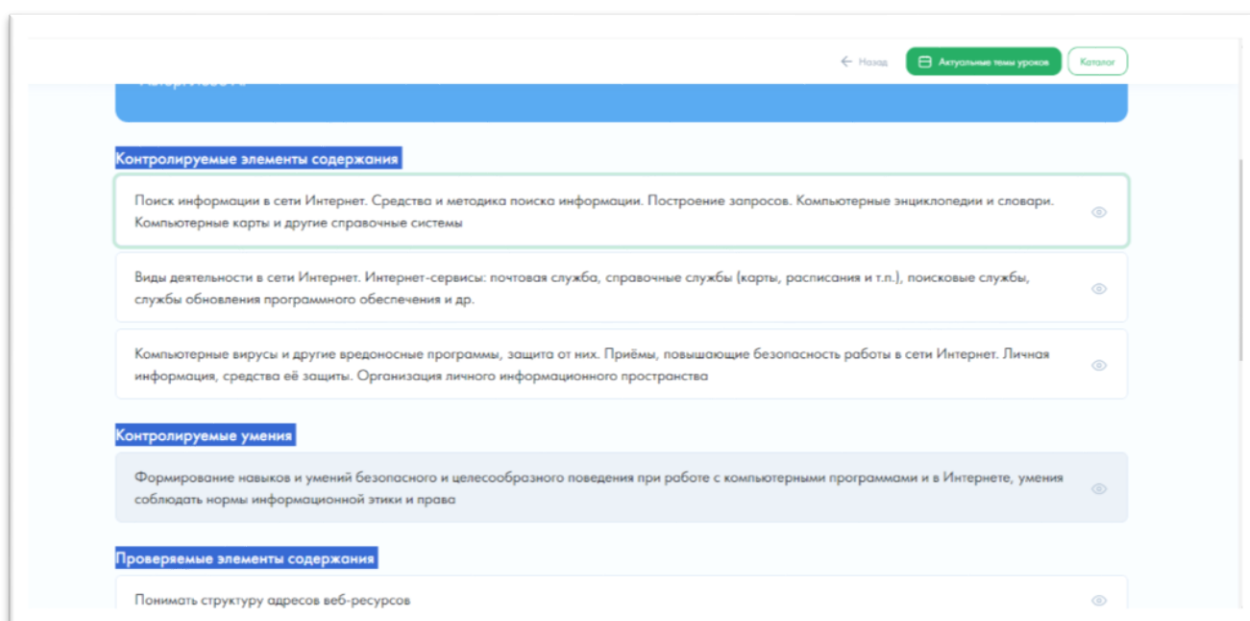 ← Назад
Актуальные темы уроков
Каталог
Контролируемые элементы содержания
Поиск информации в сети Интернет. Средства и методика поиска информации. Построение запросов. Компьютерные энциклопедии и словари.
Компьютерные карты и другие справочные системы
Виды деятельности в сети Интернет. Интернет-сервисы: почтовая служба, справочные службы (карты, расписания и т.п.), поисковые службы,
службы обновления программного обеспечения и др.
Компьютерные вирусы и другие вредоносные программы, защита от них. Приёмы, повышающие безопасность работы в сети Интернет. Личная
информация, средства её защиты. Организация личного информационного пространства
Контролируемые умения
Формирование навыков и умений безопасного и целесообразного поведения при работе с компьютерными программами и в Интернете, умения
соблюдать нормы информационной этики и права
Проверяемые элементы содержания
Понимать структуру адресов веб-ресурсов